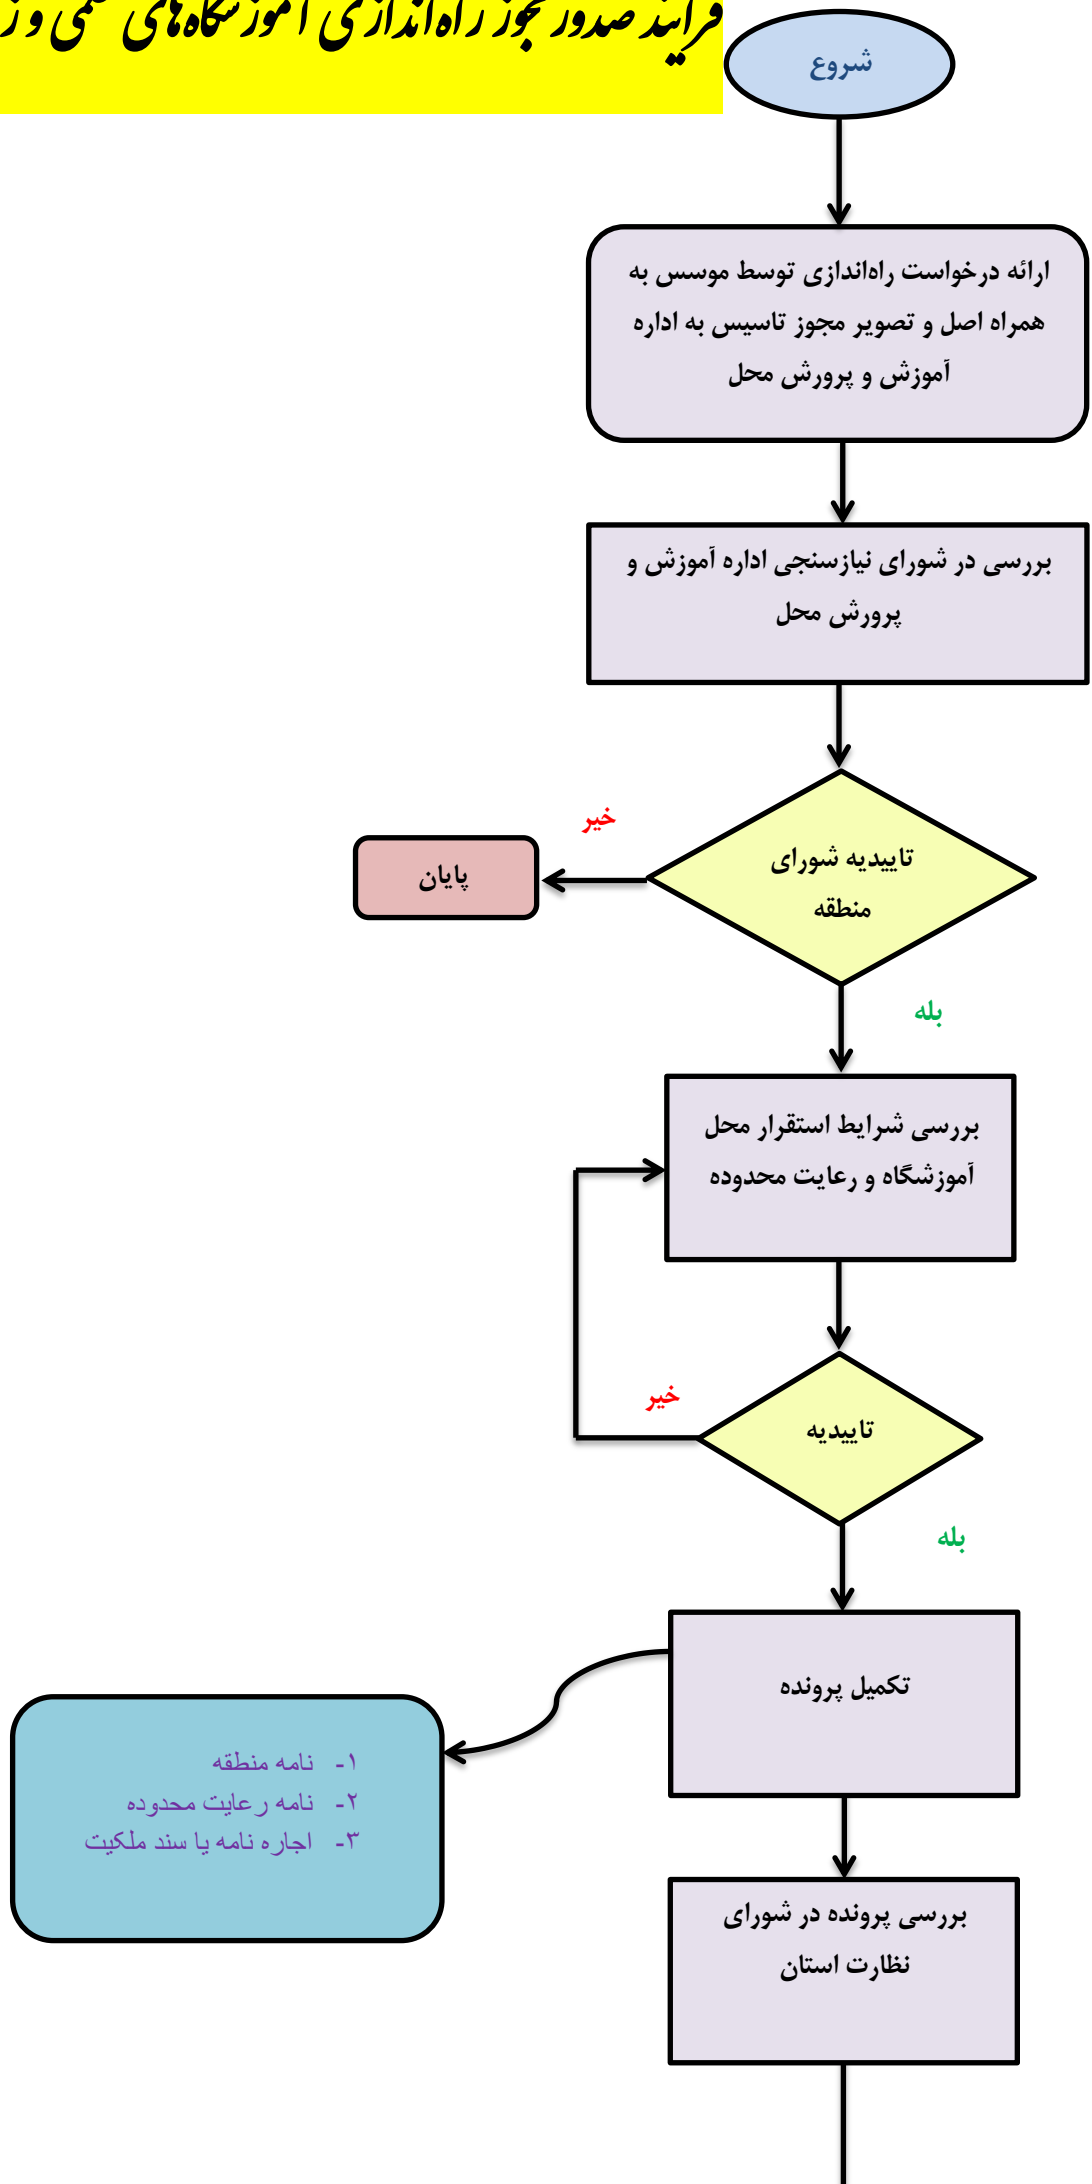 فرآیند صدور مجوز راه‌اندازی آموزشگاه‌های علمی و
شروع
ارائه درخواست راه‌اندازی توسط موسس به
همراه اصل و تصویر مجوز تاسیس به اداره
آموزش و پرورش محل
بررسی در شورای نیازسنجی اداره آموزش و
پرورش محل
تاییدیه شورای
منطقه
خیر
پایان
بله
بررسی شرایط استقرار محل
آموزشگاه و رعایت محدوده
تاییدیه
خیر
بله
تکمیل پرونده
۱- نامه منطقه
۲- نامه رعایت محدوده
۳- اجاره نامه یا سند ملکیت
بررسی پرونده در شورای
نظارت استان